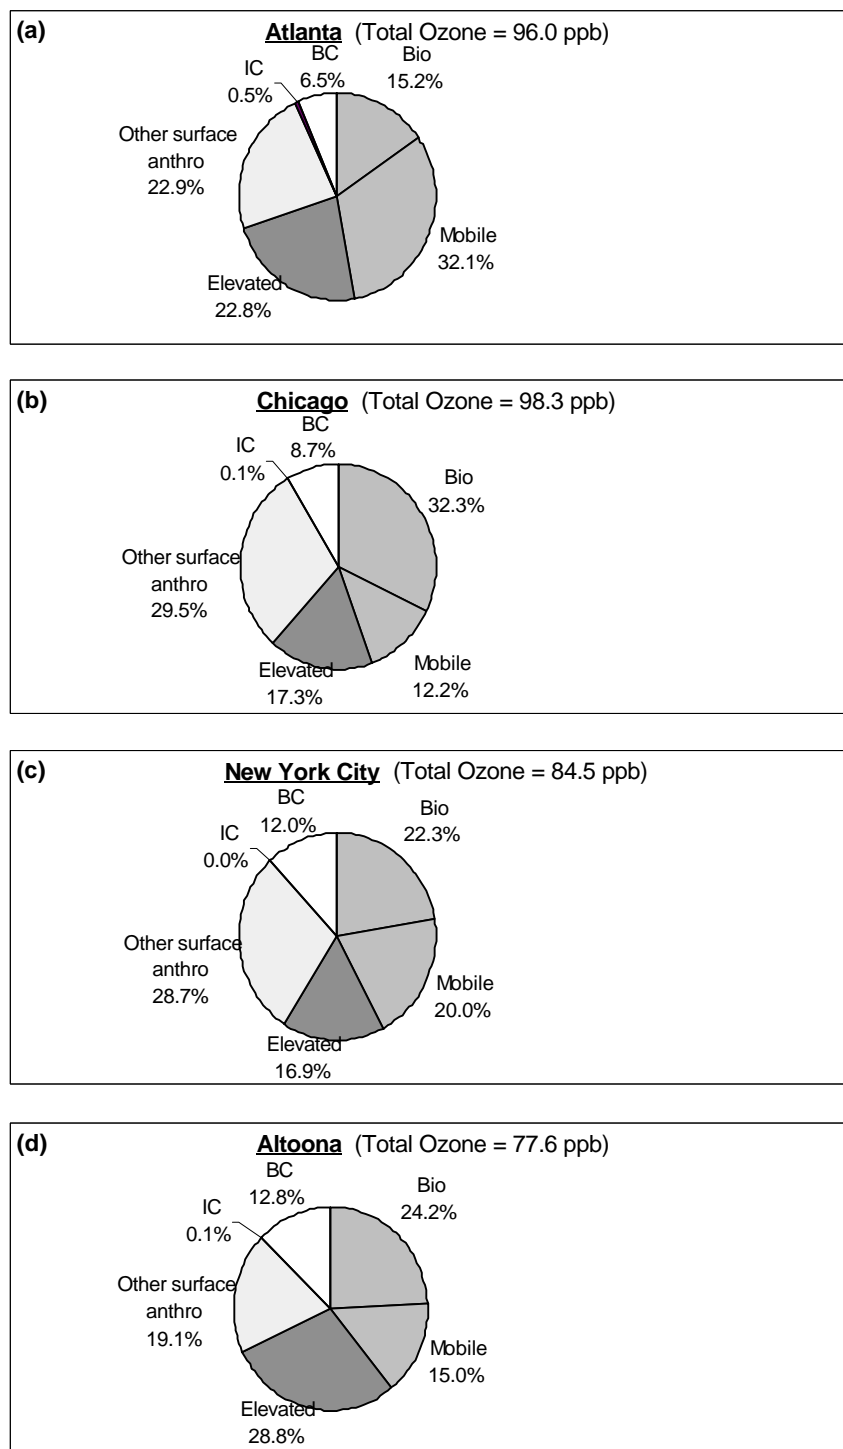 (a)
Atlanta (Total Ozone = 96.0 ppb)
BC
6.5%
Bio
15.2%
IC
0.5%
Other surface
anthro
22.9%
Mobile
32.1%
Elevated
22.8%
(b)
Chicago (Total Ozone = 98.3 ppb)
BC
8.7%
IC
0.1%
Bio
32.3%
Other surface
anthro
29.5%
Mobile
12.2%
Elevated
17.3%
(c)
New York City (Total Ozone = 84.5 ppb)
BC
12.0%
Bio
22.3%
IC
0.0%
Other surface
anthro
28.7%
Mobile
20.0%
Elevated
16.9%
(d)
Altoona (Total Ozone = 77.6 ppb)
BC
12.8%
Bio
24.2%
IC
0.1%
Other surface
anthro
19.1%
Mobile
15.0%
Elevated
28.8%